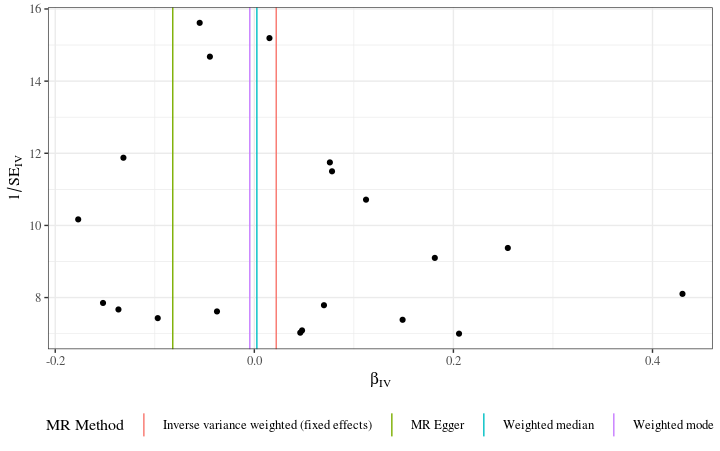 16
14
12
10
8
1/SE_IV
-0.2 0.0 0.2 0.4
β_IV
MR Method Inverse variance weighted (fixed effects) MR Egger Weighted median Weighted mode